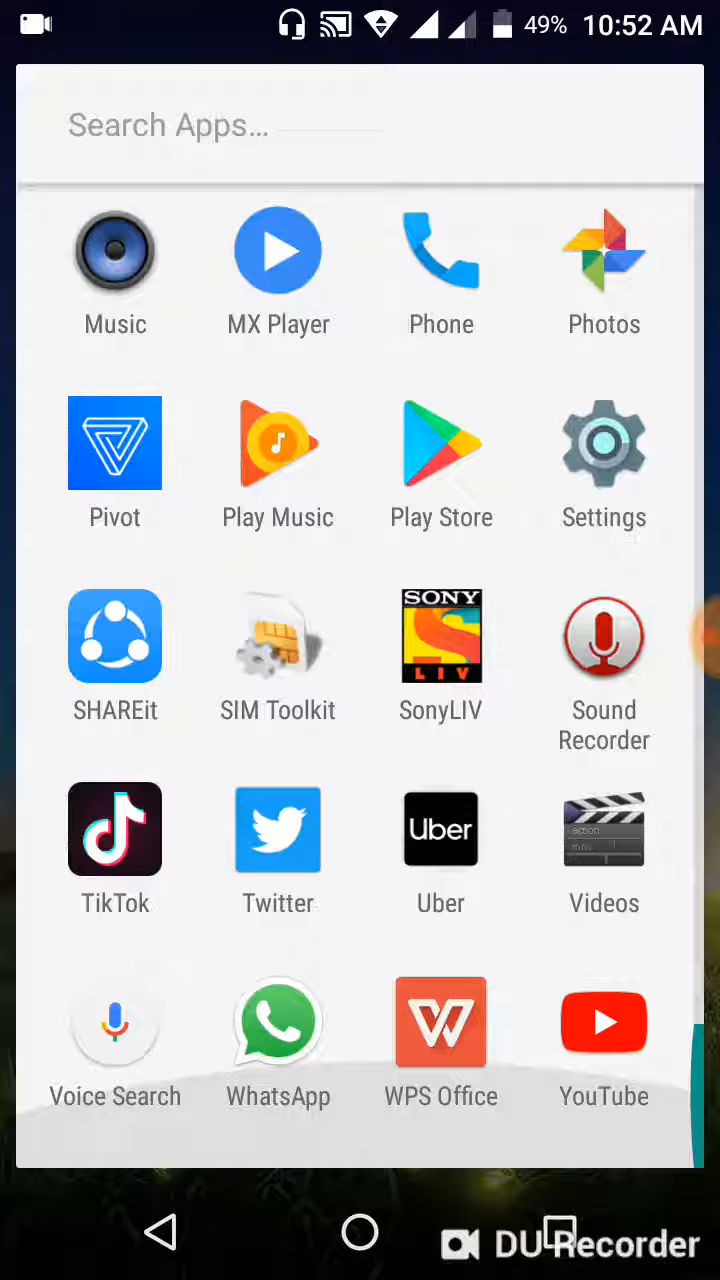 49% 10:52 AM
Search Apps...
Music MX Player Phone Photos
Pivot Play Music Play Store Settings
SONY
LIV
SHAREit SIM Toolkit SonyLIV Sound
Recorder
Uber
action
TikTok Twitter Uber Videos
Voice Search WhatsApp WPS Office YouTube
DU Recorder